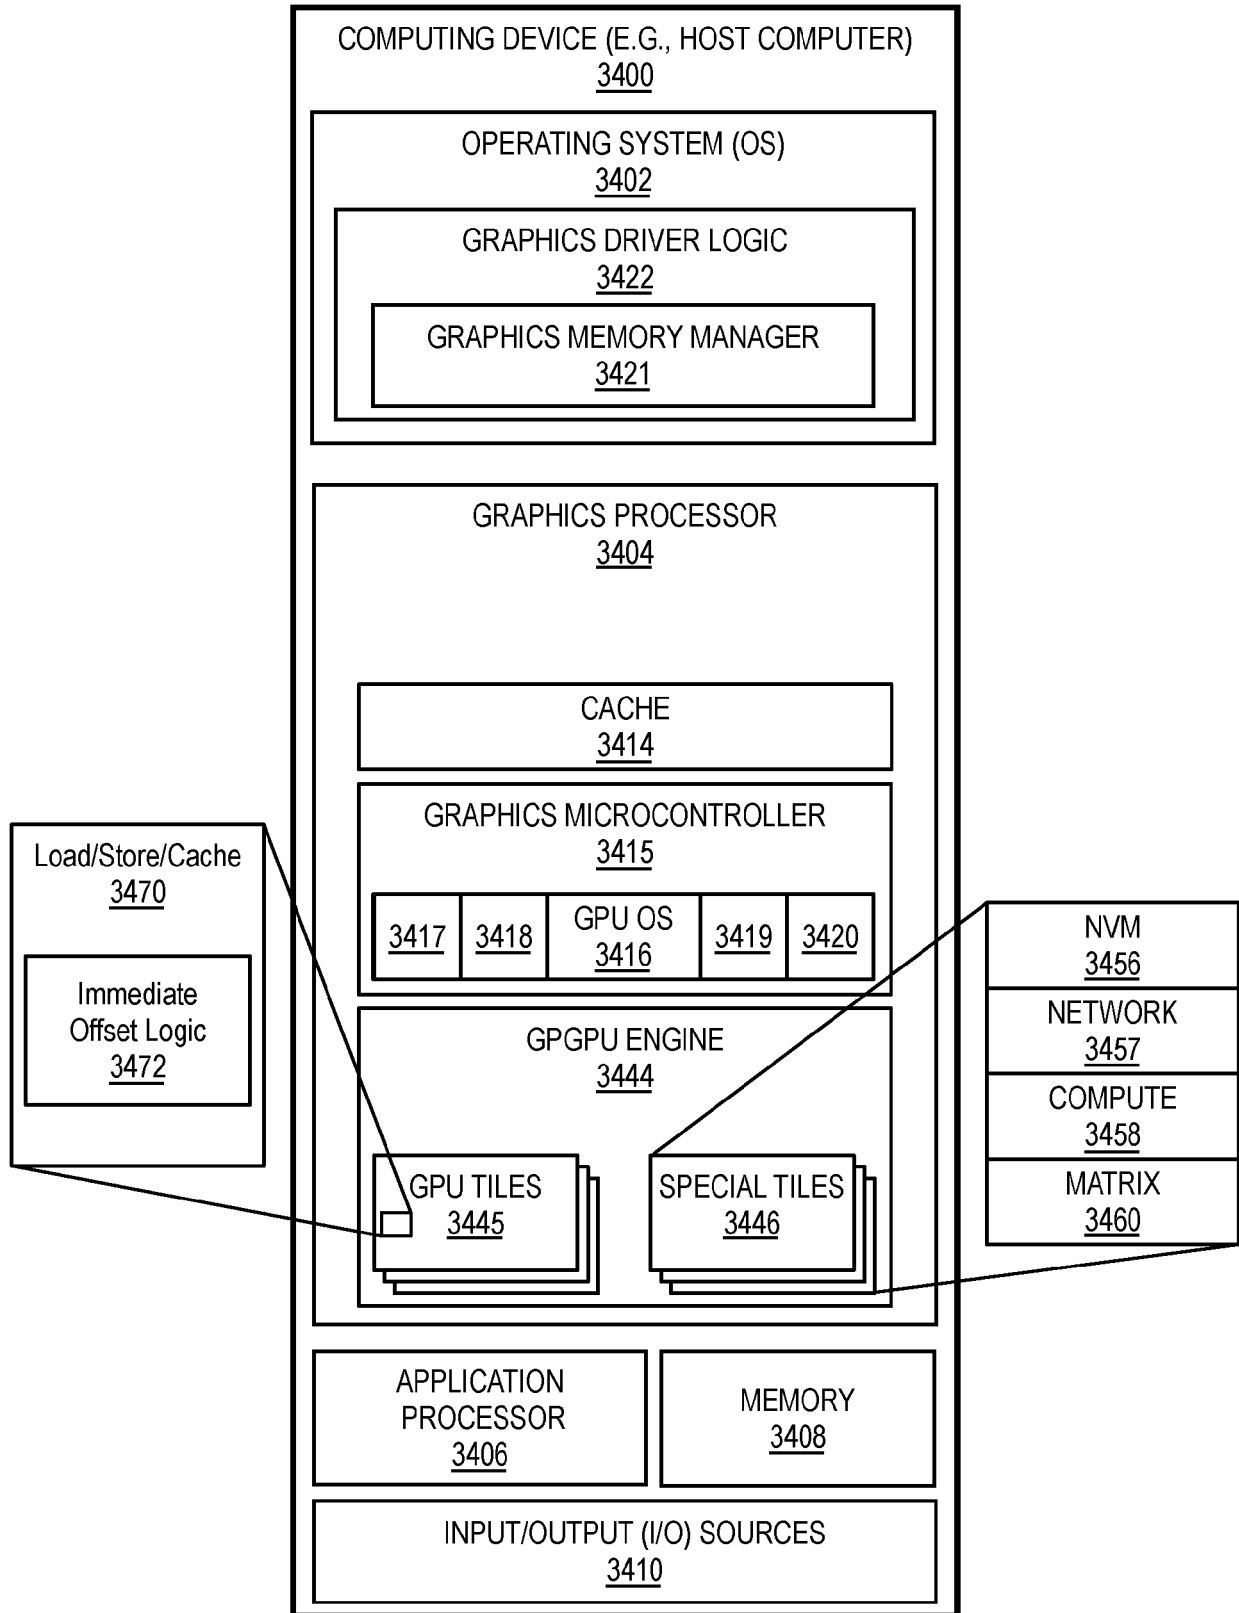 COMPUTING DEVICE (E.G., HOST COMPUTER)
3400
OPERATING SYSTEM (OS)
3402
GRAPHICS DRIVER LOGIC
3422
GRAPHICS MEMORY MANAGER
3421
GRAPHICS PROCESSOR
3404
CACHE
3414
GRAPHICS MICROCONTROLLER
3415
3417
3418
GPU OS
3416
3419
3420
Load/Store/Cache
3470
Immediate
Offset Logic
3472
GPGPU ENGINE
3444
GPU TILES
3445
SPECIAL TILES
3446
NVM
3456
NETWORK
3457
COMPUTE
3458
MATRIX
3460
APPLICATION
PROCESSOR
3406
MEMORY
3408
INPUT/OUTPUT (I/O) SOURCES
3410